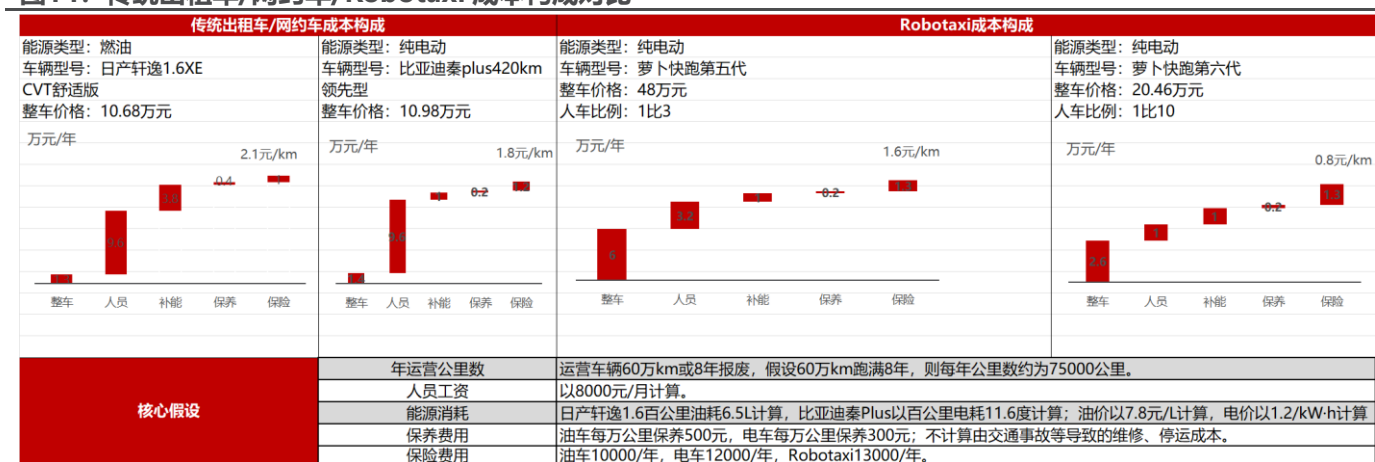 传统出租车/网约车成本构成
Robotaxi成本构成
能源类型：燃油
车辆型号：日产轩逸1.6XE
CVT舒适版
整车价格：10.68万元
能源类型：纯电动
车辆型号：比亚迪秦plus420km
领先型
整车价格：10.98万元
能源类型：纯电动
车辆型号：萝卜快跑第五代
整车价格：48万元
人车比例：1比3
能源类型：纯电动
车辆型号：萝卜快跑第六代
整车价格：20.46万元
人车比例：1比10
万元/年
2.1元/km
9.6
3.8
0.4
1
整车 人员 补能 保养 保险
万元/年
1.8元/km
9.6
1
0.2
整车 人员 补能 保养 保险
万元/年
1.6元/km
6
3.2
1
0.2
1.3
整车 人员 补能 保养 保险
万元/年
0.8元/km
2.6
1
1
0.2
1.3
整车 人员 补能 保养 保险
核心假设
年运营公里数 运营车辆60万km或8年报废，假设60万km跑满8年，则每年公里数约为75000公里。
人员工资 以8000元/月计算。
能源消耗 日产轩逸1.6百公里油耗6.5L计算，比亚迪秦Plus以百公里电耗11.6度计算；油价以7.8元/L计算，电价以1.2/kW·h计算
保养费用 油车每万公里保养500元，电车每万公里保养300元；不计算由交通事故等导致的维修、停运成本。
保险费用 油车10000/年，电车12000/年，Robotaxi13000/年。